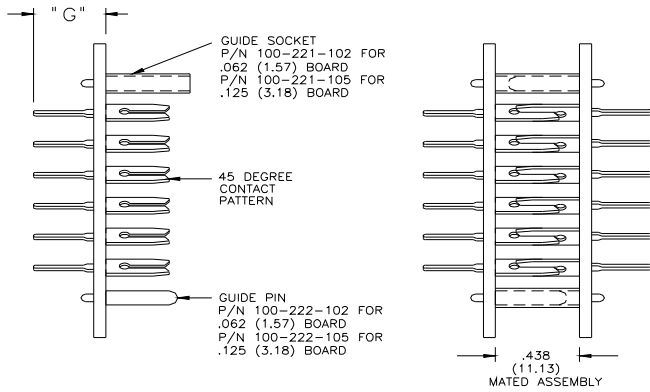 "G"
GUIDE SOCKET
P/N 100-221-102 FOR
.062 (1.57) BOARD
P/N 100-221-105 FOR
.125 (3.18) BOARD
45 DEGREE
CONTACT
PATTERN
GUIDE PIN
P/N 100-222-102 FOR
.062 (1.57) BOARD
P/N 100-222-105 FOR
.125 (3.18) BOARD
.438
(11.13)
MATED ASSEMBLY